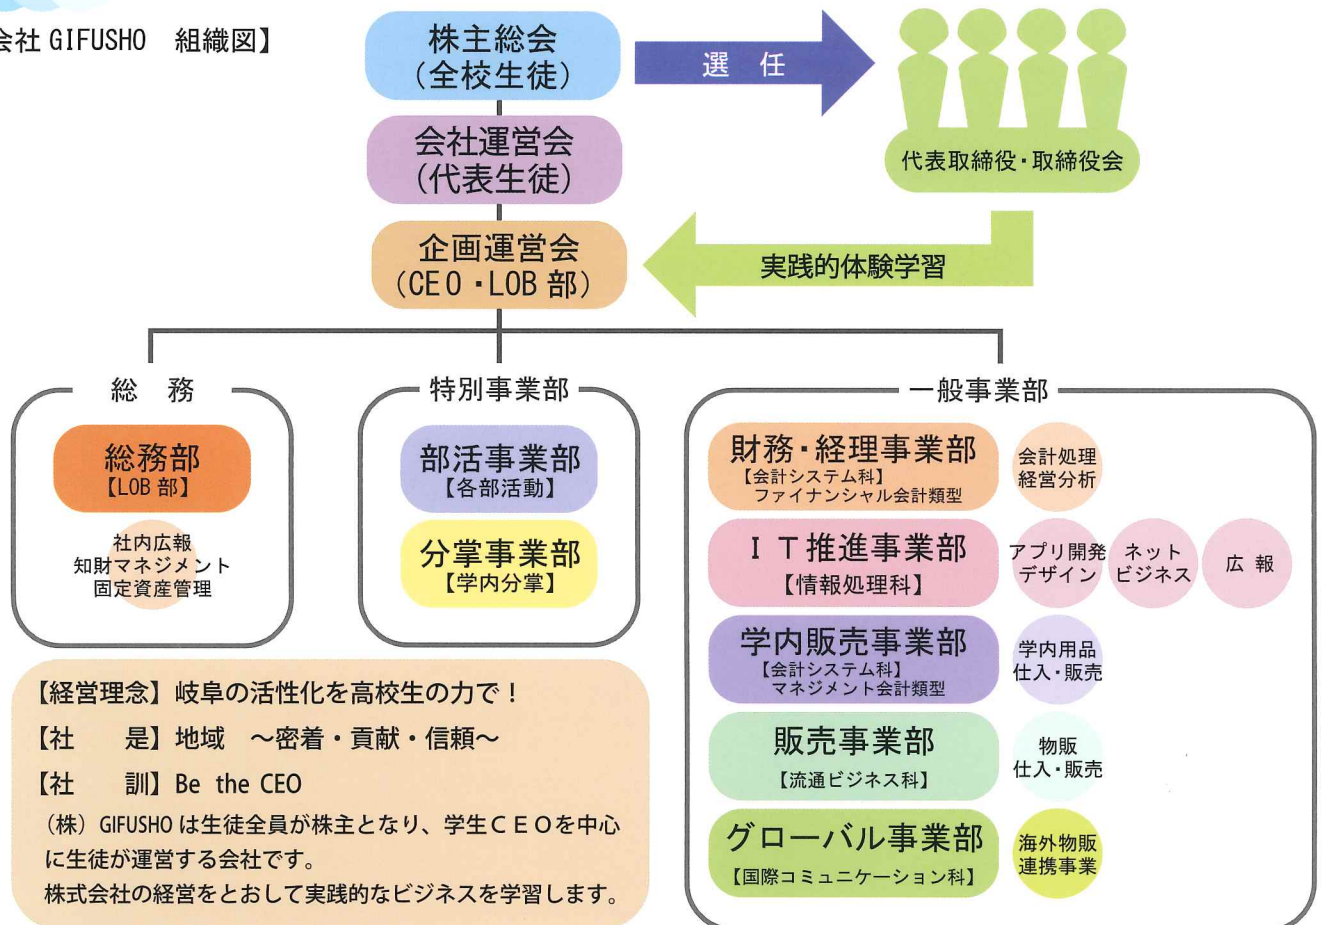 会社 GIFUSHO 組織図】
株主総会
(全校生徒)
選 任
代表取締役・取締役会
会社運営会
(代表生徒)
企画運営会
(CEO・LOB 部)
実践的体験学習
総 務
総務部
【LOB 部】
社内広報
知財マネジメント
固定資産管理
特別事業部
部活事業部
【各部活動】
分掌事業部
【学内分掌】
一般事業部
財務・経理事業部
【会計システム科】
ファイナンシャル会計類型
会計処理
経営分析
IT推進事業部
【情報処理科】
アプリ開発
デザイン
ネット
ビジネス
広 報
学内販売事業部
【会計システム科】
マネジメント会計類型
学内用品
仕入・販売
販売事業部
【流通ビジネス科】
物販
仕入・販売
グローバル事業部
【国際コミュニケーション科】
海外物販
連携事業
【経営理念】岐阜の活性化を高校生の力で!
【社 是】地域 ~密着・貢献・信頼~
【社 訓】Be the CEO
(株)GIFUSHO は生徒全員が株主となり、学生CEOを中心
に生徒が運営する会社です。
株式会社の経営をとおして実践的なビジネスを学習します。